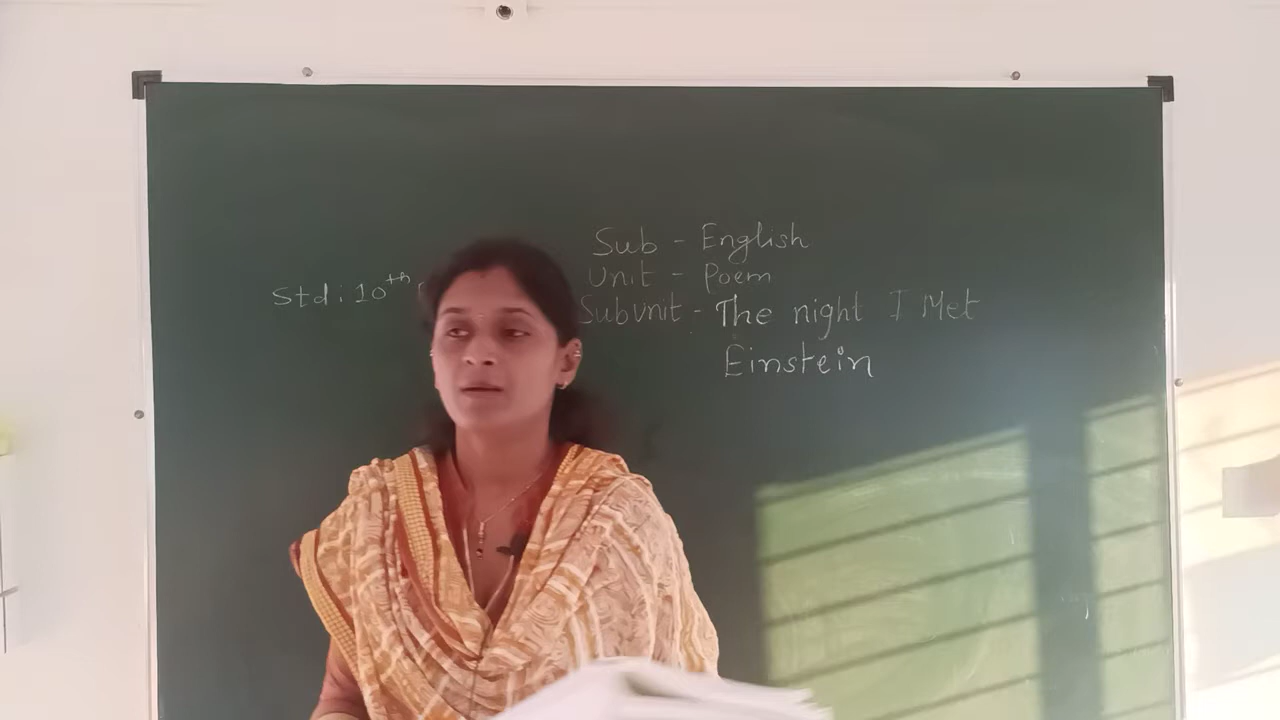 Sub - English
Unit - Poem
Std : 10th
Subunit - The night I Met
Einstein